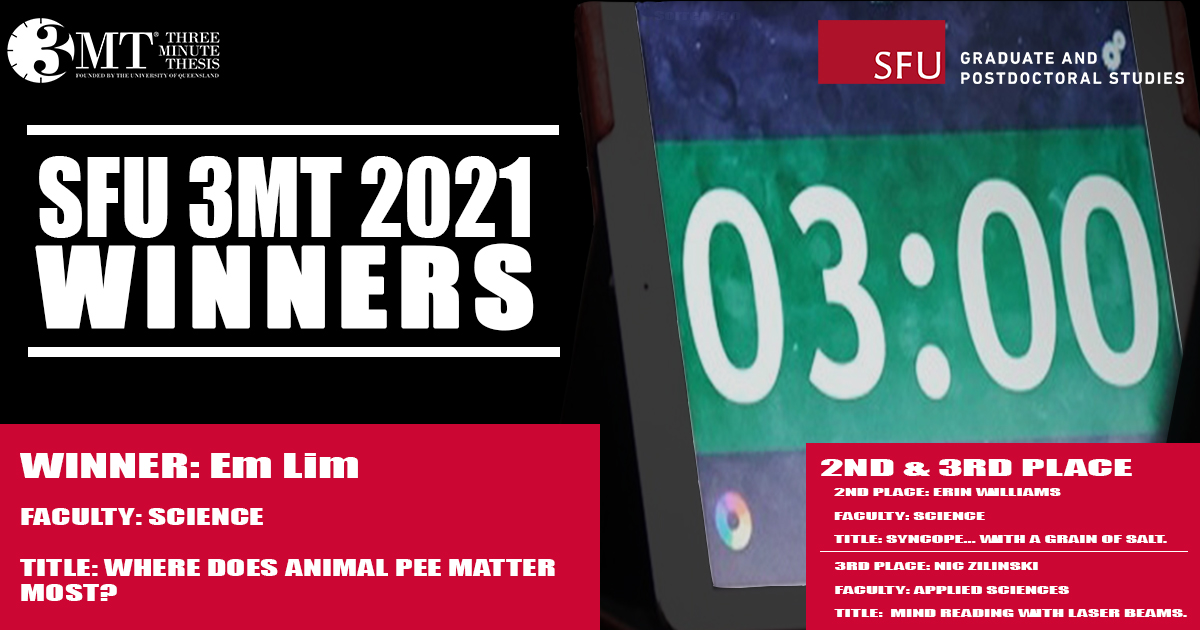 3MT® THREE
MINUTE
THESIS
FOUNDED BY THE UNIVERSITY OF QUEENSLAND
SFU GRADUATE AND
POSTDOCTORAL STUDIES
SFU 3MT 2021
WINNERS
03:00
WINNER: Em Lim
FACULTY: SCIENCE
TITLE: WHERE DOES ANIMAL PEE MATTER
MOST?
2ND & 3RD PLACE
2ND PLACE: ERIN WILLIAMS
FACULTY: SCIENCE
TITLE: SYNCOPE... WITH A GRAIN OF SALT.
3RD PLACE: NIC ZILINSKI
FACULTY: APPLIED SCIENCES
TITLE: MIND READING WITH LASER BEAMS.